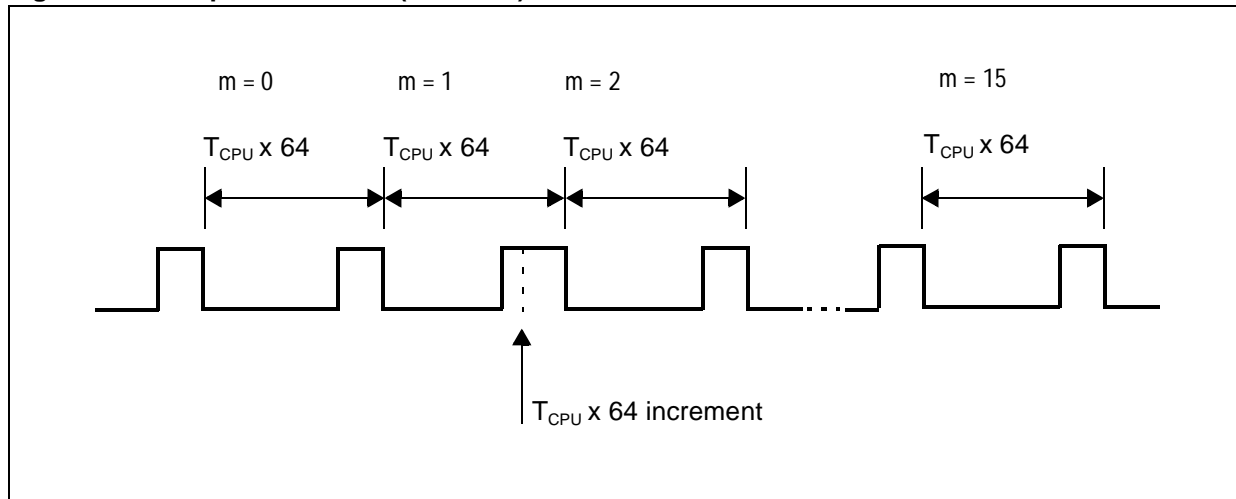 m = 0 m = 1 m = 2 m = 15
T_CPU x 64 T_CPU x 64 T_CPU x 64 T_CPU x 64
T_CPU x 64 increment